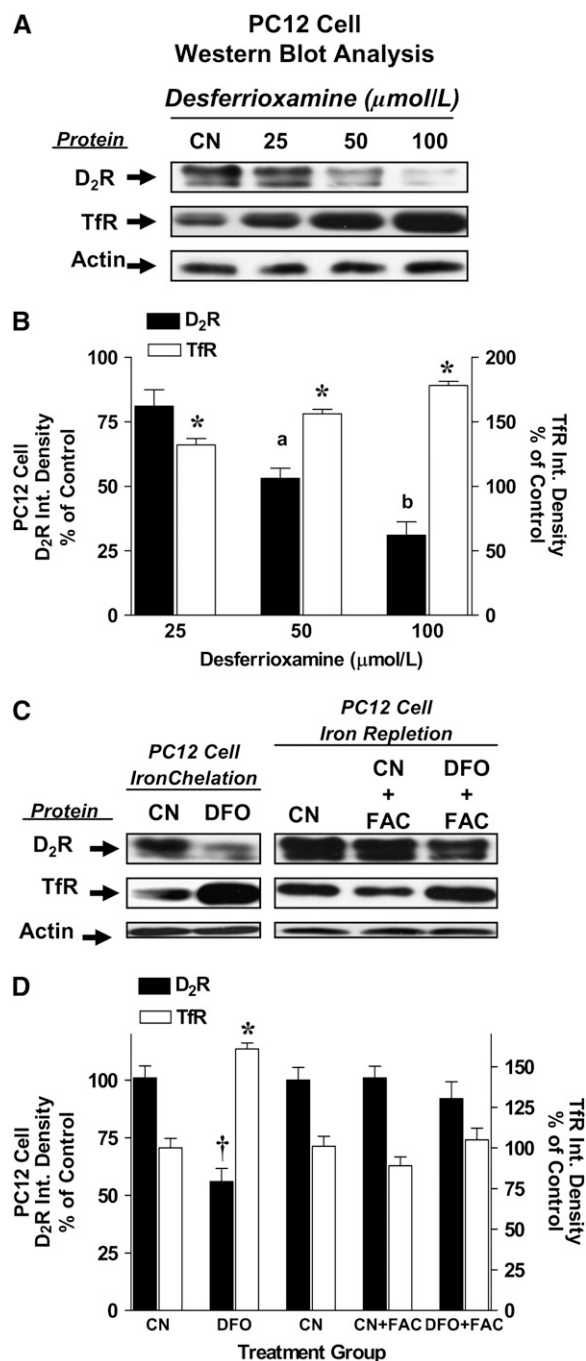 A
PC12 Cell
Western Blot Analysis
Desferrioxamine (μmol/L)
Protein CN 25 50 100
D₂R
TfR
Actin
B
D₂R
TfR
PC12 Cell
D₂R Int. Density
% of Control
100
75
50
25
0
*
a
*
b
*
200
150
100
50
0
TfR Int. Density
% of Control
25 50 100
Desferrioxamine (μmol/L)
C
PC12 Cell
IronChelation
PC12 Cell
Iron Repletion
Protein CN DFO CN CN + FAC DFO + FAC
D₂R
TfR
Actin
D
D₂R
TfR
PC12 Cell
D₂R Int. Density
% of Control
100
75
50
25
0
†
*
150
130
100
75
50
25
0
TfR Int. Density
% of Control
CN DFO CN CN+FAC DFO+FAC
Treatment Group